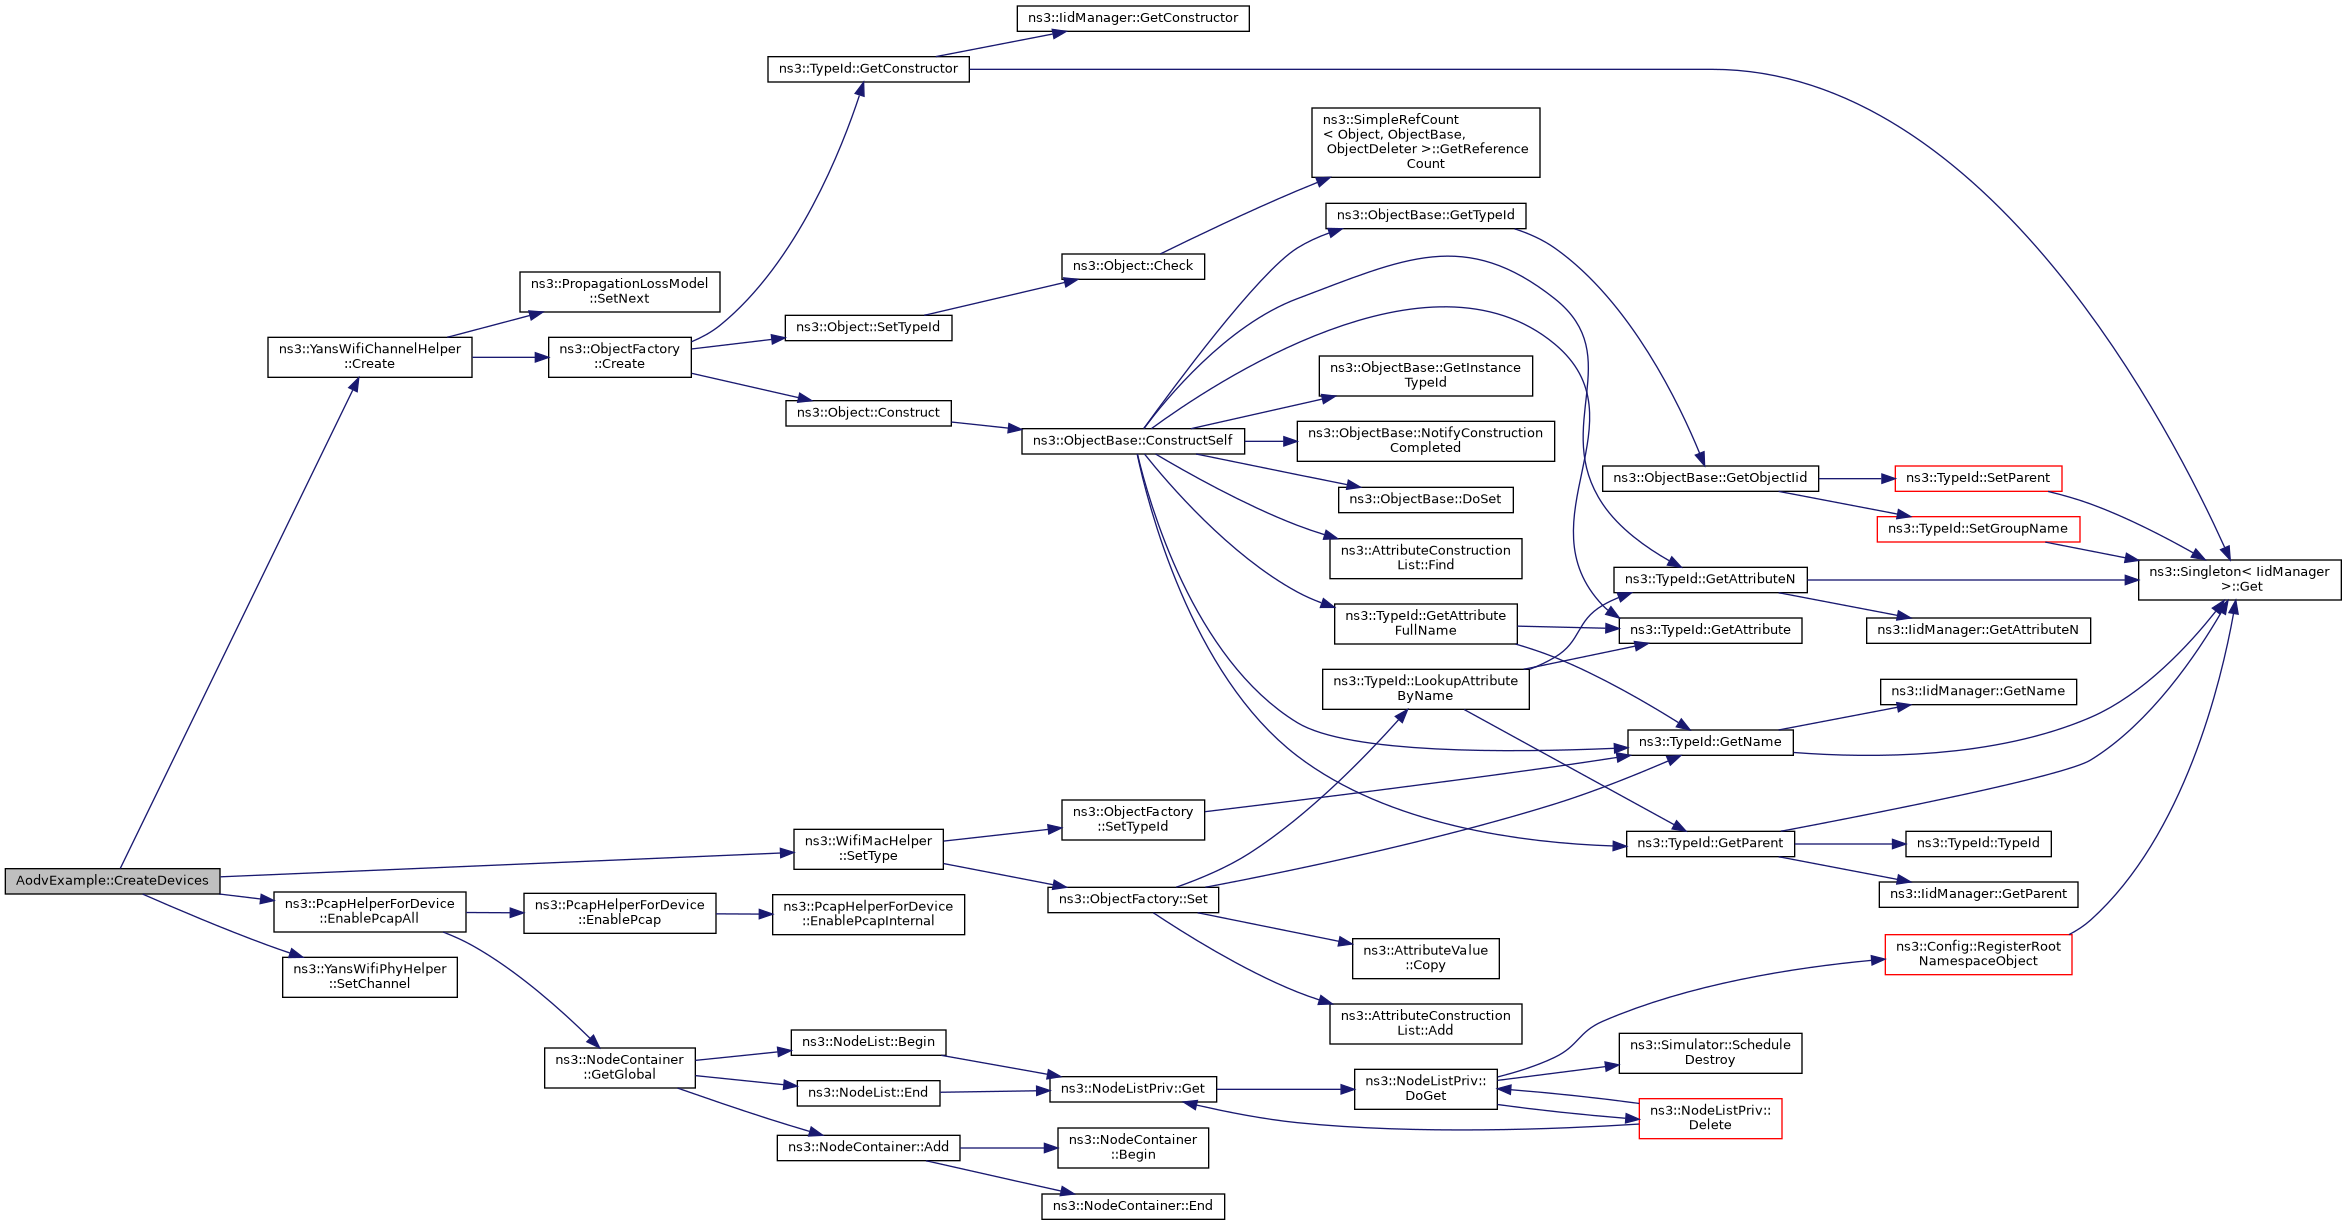 ns3::IidManager::GetConstructor
ns3::TypeId::GetConstructor
ns3::SimpleRefCount
< Object, ObjectBase,
ObjectDeleter >::GetReference
Count
ns3::ObjectBase::GetTypeId
ns3::Object::Check
ns3::PropagationLossModel
::SetNext
ns3::Object::SetTypeId
ns3::YansWifiChannelHelper
::Create
ns3::ObjectFactory
::Create
ns3::ObjectBase::GetInstance
TypeId
ns3::Object::Construct
ns3::ObjectBase::ConstructSelf
ns3::ObjectBase::NotifyConstruction
Completed
ns3::ObjectBase::GetObjectIid
ns3::TypeId::SetParent
ns3::ObjectBase::DoSet
ns3::TypeId::SetGroupName
ns3::AttributeConstruction
List::Find
ns3::Singleton< IidManager
>::Get
ns3::TypeId::GetAttributeN
ns3::TypeId::GetAttribute
FullName
ns3::TypeId::GetAttribute
ns3::IidManager::GetAttributeN
ns3::TypeId::LookupAttribute
ByName
ns3::IidManager::GetName
ns3::TypeId::GetName
ns3::ObjectFactory
::SetTypeId
ns3::WifiMacHelper
::SetType
ns3::TypeId::GetParent
ns3::TypeId::TypeId
AodvExample::CreateDevices
ns3::IidManager::GetParent
ns3::ObjectFactory::Set
ns3::PcapHelperForDevice
::EnablePcapAll
ns3::PcapHelperForDevice
::EnablePcap
ns3::PcapHelperForDevice
::EnablePcapInternal
ns3::AttributeValue
::Copy
ns3::Config::RegisterRoot
NamespaceObject
ns3::YansWifiPhyHelper
::SetChannel
ns3::AttributeConstruction
List::Add
ns3::NodeList::Begin
ns3::Simulator::Schedule
Destroy
ns3::NodeContainer
::GetGlobal
ns3::NodeList::End
ns3::NodeListPriv::Get
ns3::NodeListPriv::
DoGet
ns3::NodeListPriv::
Delete
ns3::NodeContainer::Add
ns3::NodeContainer
::Begin
ns3::NodeContainer::End